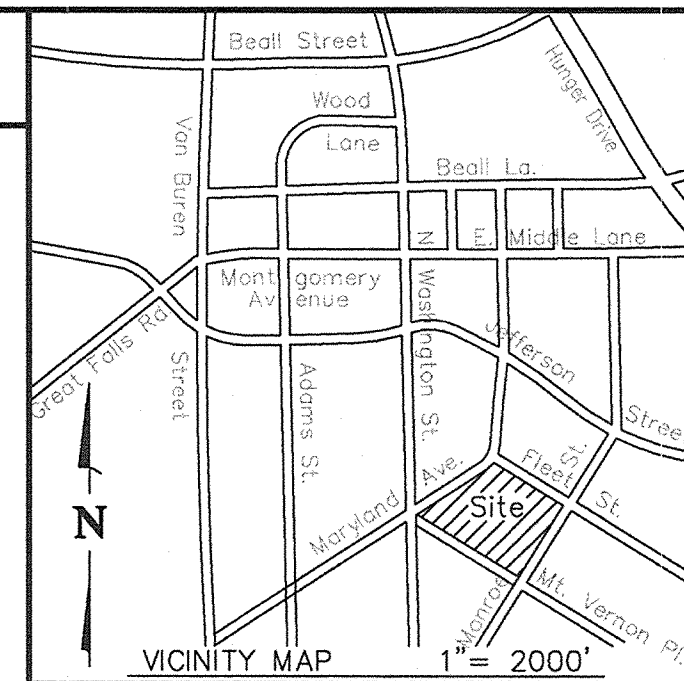 Beall Street
Hunger Drive
Wood
Lane
Van Buren
Street
Beall La.
N
Washington St.
E. Middle Lane
Montgomery
Avenue
Great Falls Rd
Jefferson
Stree
Adams St.
Maryland Ave.
Fleet St.
Site
Monroe St.
Mt. Vernon Pl.
N
VICINITY MAP 1"= 2000'